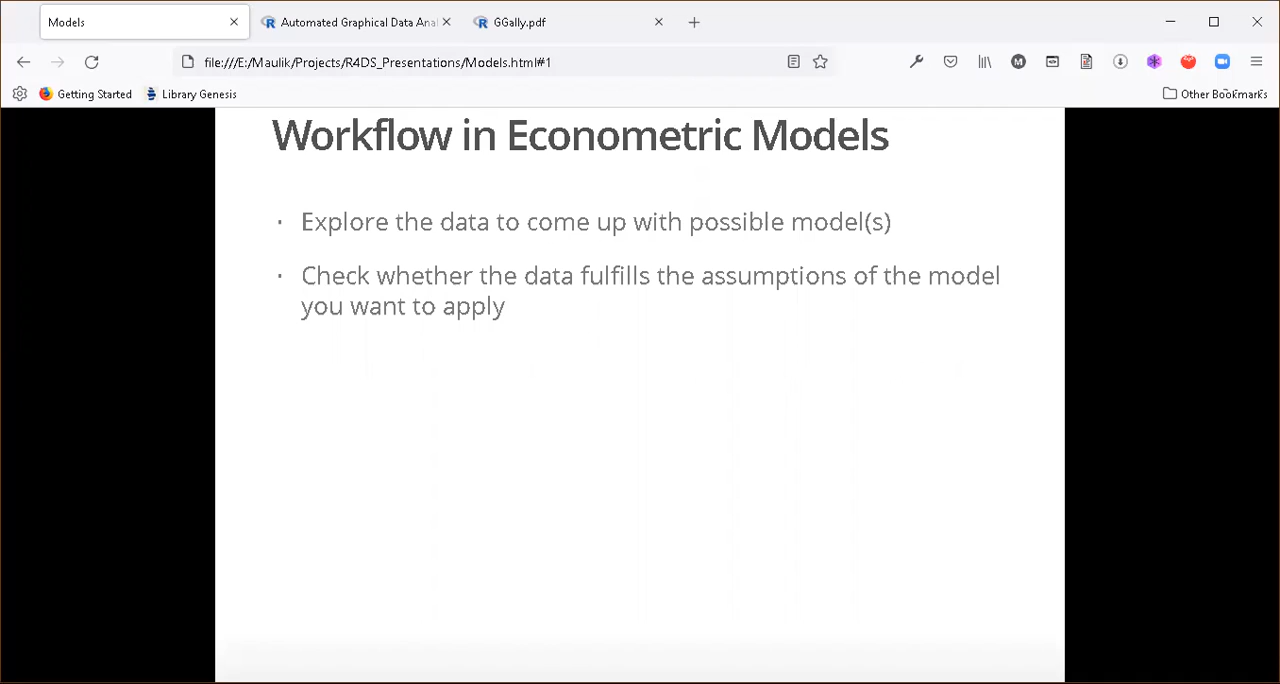 Models
Automated Graphical Data Anal
GGally.pdf
file:///E:/Maulik/Projects/R4DS_Presentations/Models.html#1
M
Getting Started
Library Genesis
Other Bookmarks
Workflow in Econometric Models
· Explore the data to come up with possible model(s)
· Check whether the data fulfills the assumptions of the model
you want to apply